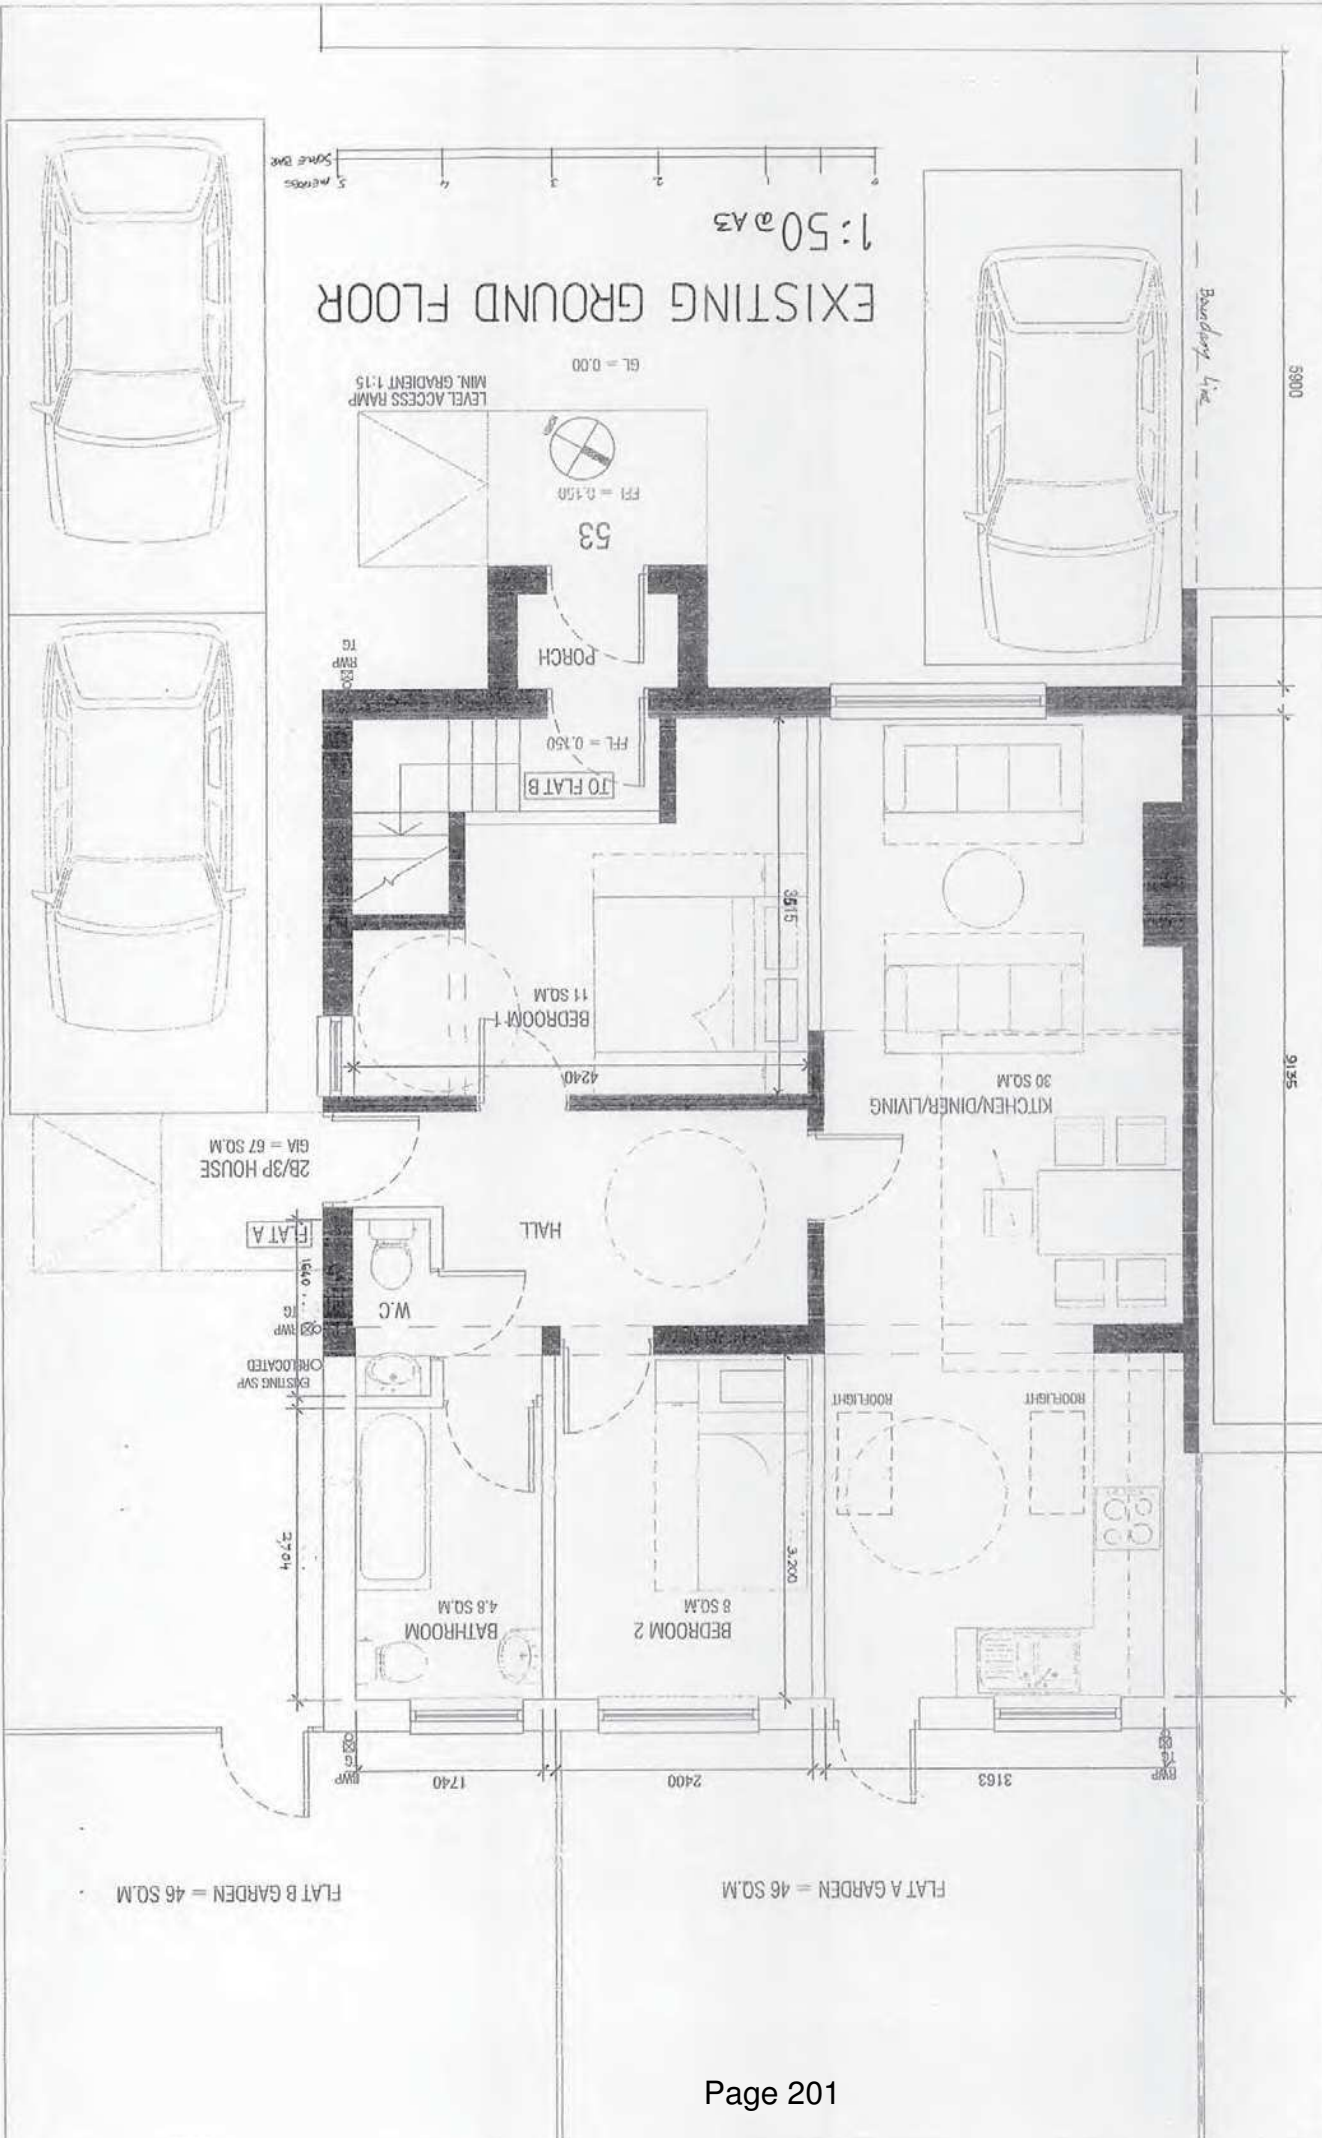 FLAT A GARDEN = 46 SQ.M
FLAT B GARDEN = 46 SQ.M
RWP
TG
3163
2400
1740
RWP
G
BEDROOM 2
8 SQ.M
BATHROOM
4.8 SQ.M
3.200
2,704
ROOFLIGHT
ROOFLIGHT
EXISTING SVP
RELOCATED
RWP
TG
W.C
1640
FLAT A
HALL
2B/3P HOUSE
GIA = 67 SQ.M
KITCHEN/DINER/LIVING
30 SQ.M
4240
9135
BEDROOM 1
11 SQ.M
3515
TO FLAT B
FFL = 0.150
PORCH
RWP
TG
53
FFL = 0.150
LEVEL ACCESS RAMP
MIN. GRADIENT 1:15
GL = 0.00
5900
Boundary line
EXISTING GROUND FLOOR
1:50 @ A3
0 1 2 3 4 5 METRES
SCALE BAR
Page 201